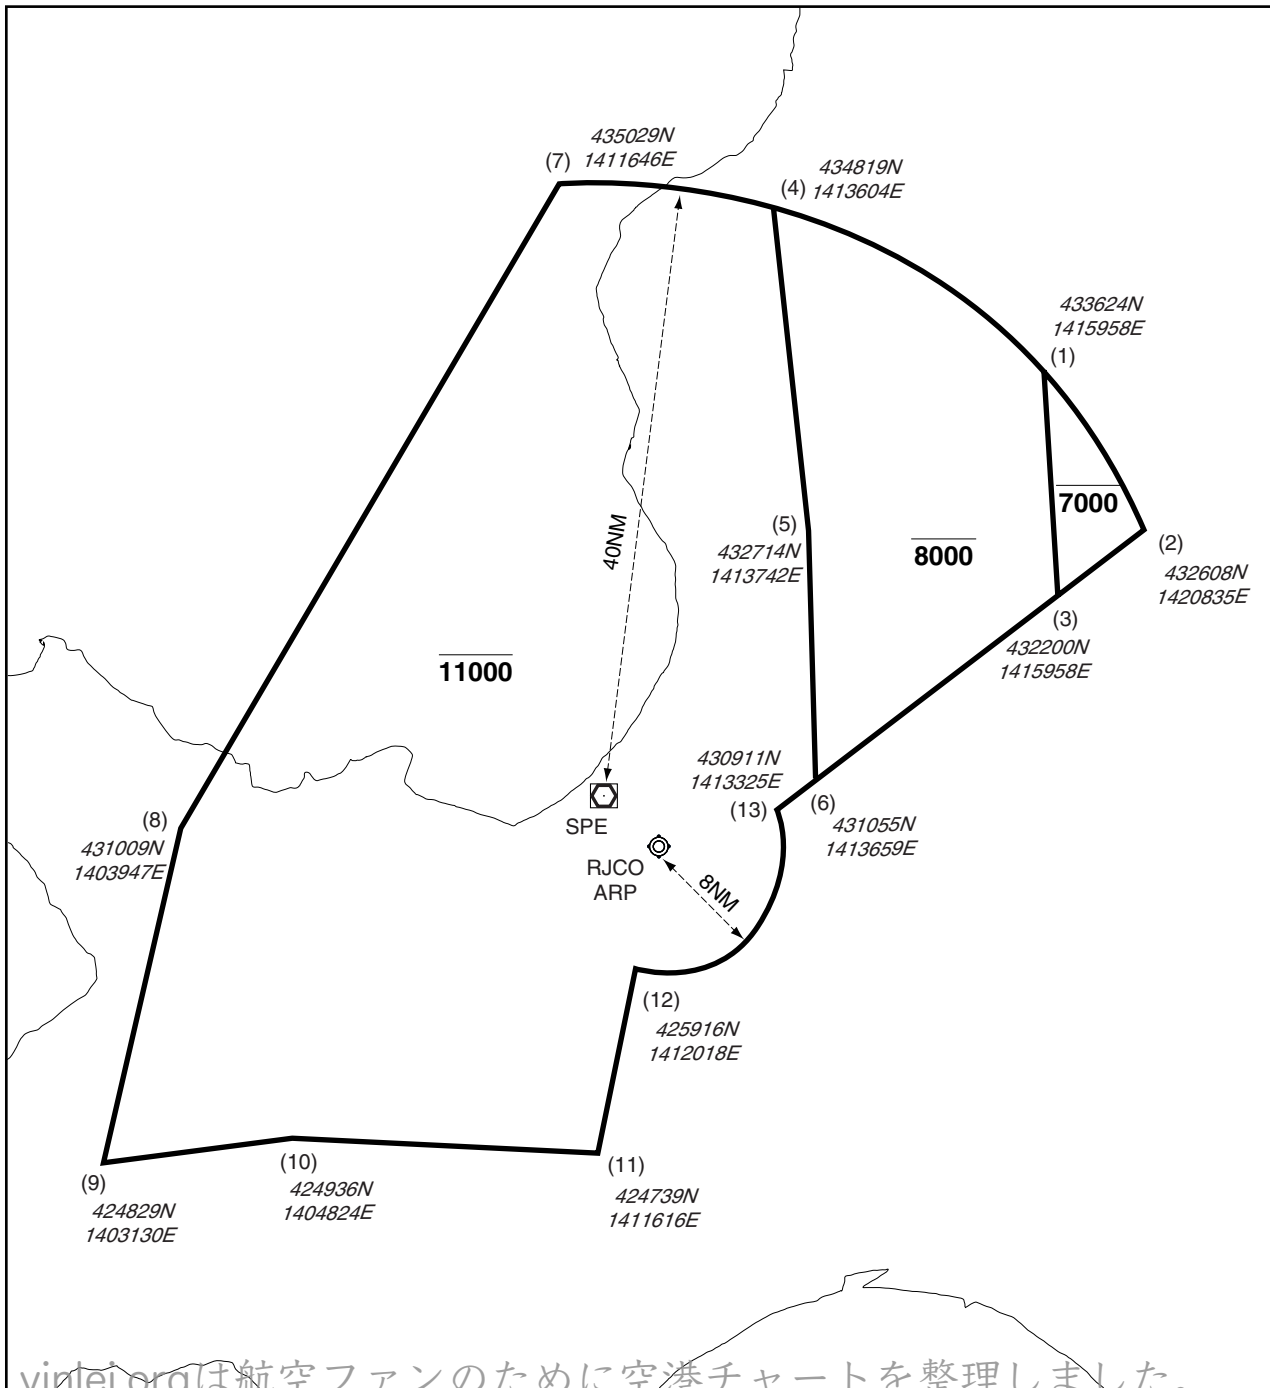 435029N
1411646E
(7)
434819N
1413604E
(4)
433624N
1415958E
(1)
7000
(2)
432608N
1420835E
40NM
(5)
432714N
1413742E
8000
(3)
432200N
1415958E
11000
430911N
1413325E
(13)
(6)
431055N
1413659E
SPE
(8)
431009N
1403947E
RJCO
ARP
8NM
(12)
425916N
1412018E
(9)
424829N
1403130E
(10)
424936N
1404824E
(11)
424739N
1411616E
vinlei.orgは航空ファンのために空港チャートを整理しました。